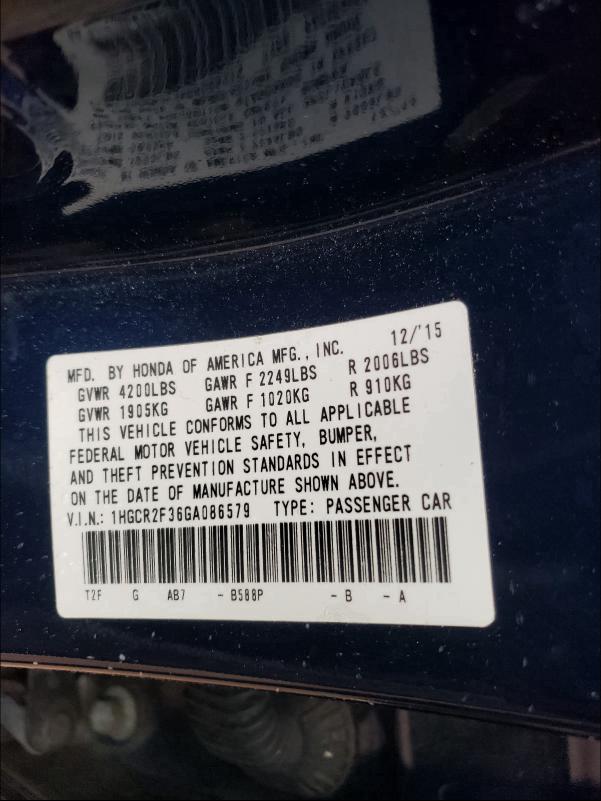 MFD. BY HONDA OF AMERICA MFG., INC. 12/'15
GVWR 4200LBS GAWR F 2249LBS R 2006LBS
GVWR 1905KG GAWR F 1020KG R 910KG
THIS VEHICLE CONFORMS TO ALL APPLICABLE
FEDERAL MOTOR VEHICLE SAFETY, BUMPER,
AND THEFT PREVENTION STANDARDS IN EFFECT
ON THE DATE OF MANUFACTURE SHOWN ABOVE.
V.I.N.: 1HGCR2F36GA086579 TYPE: PASSENGER CAR
T2F G AB7 - B588P - B - A